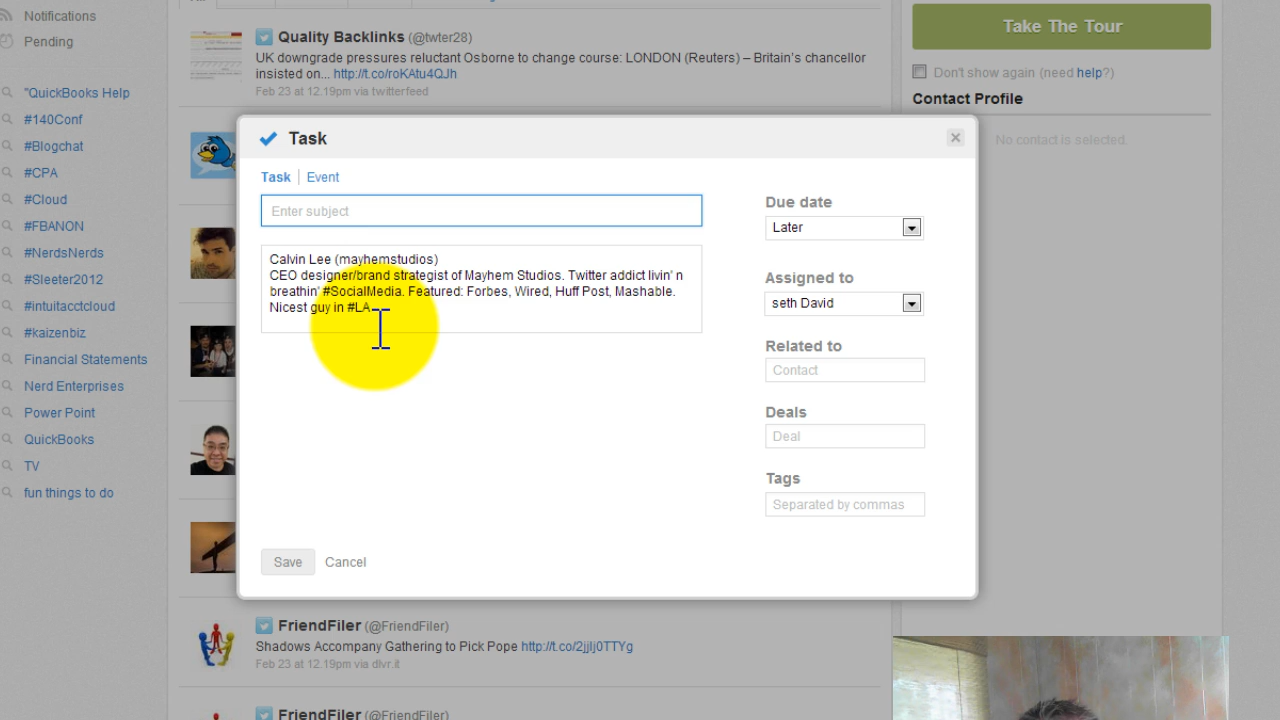 Notifications
Pending
"QuickBooks Help
#140Conf
#Blogchat
#CPA
#Cloud
#FBANON
#NerdsNerds
#Sleeter2012
#intuitacctcloud
#kaizenbiz
Financial Statements
Nerd Enterprises
Power Point
QuickBooks
TV
fun things to do
Quality Backlinks (@twter28)
UK downgrade pressures reluctant Osborne to change course: LONDON (Reuters) – Britain's chancellor
insisted on... http://t.co/roKAtu4QJh
Feb 23 at 12.19pm via twitterfeed
Task
Task | Event
Enter subject
Calvin Lee (mayhemstudios)
CEO designer/brand strategist of Mayhem Studios. Twitter addict livin' n
breathin' #SocialMedia. Featured: Forbes, Wired, Huff Post, Mashable.
Nicest guy in #LA
Due date
Later
Assigned to
seth David
Related to
Contact
Deals
Deal
Tags
Separated by commas
Save Cancel
FriendFiler (@FriendFiler)
Shadows Accompany Gathering to Pick Pope http://t.co/2jjIj0TTYg
Feb 23 at 12.19pm via dlvr.it
FriendFiler (@FriendFiler)
Take The Tour
Don't show again (need help?)
Contact Profile
No contact is selected.